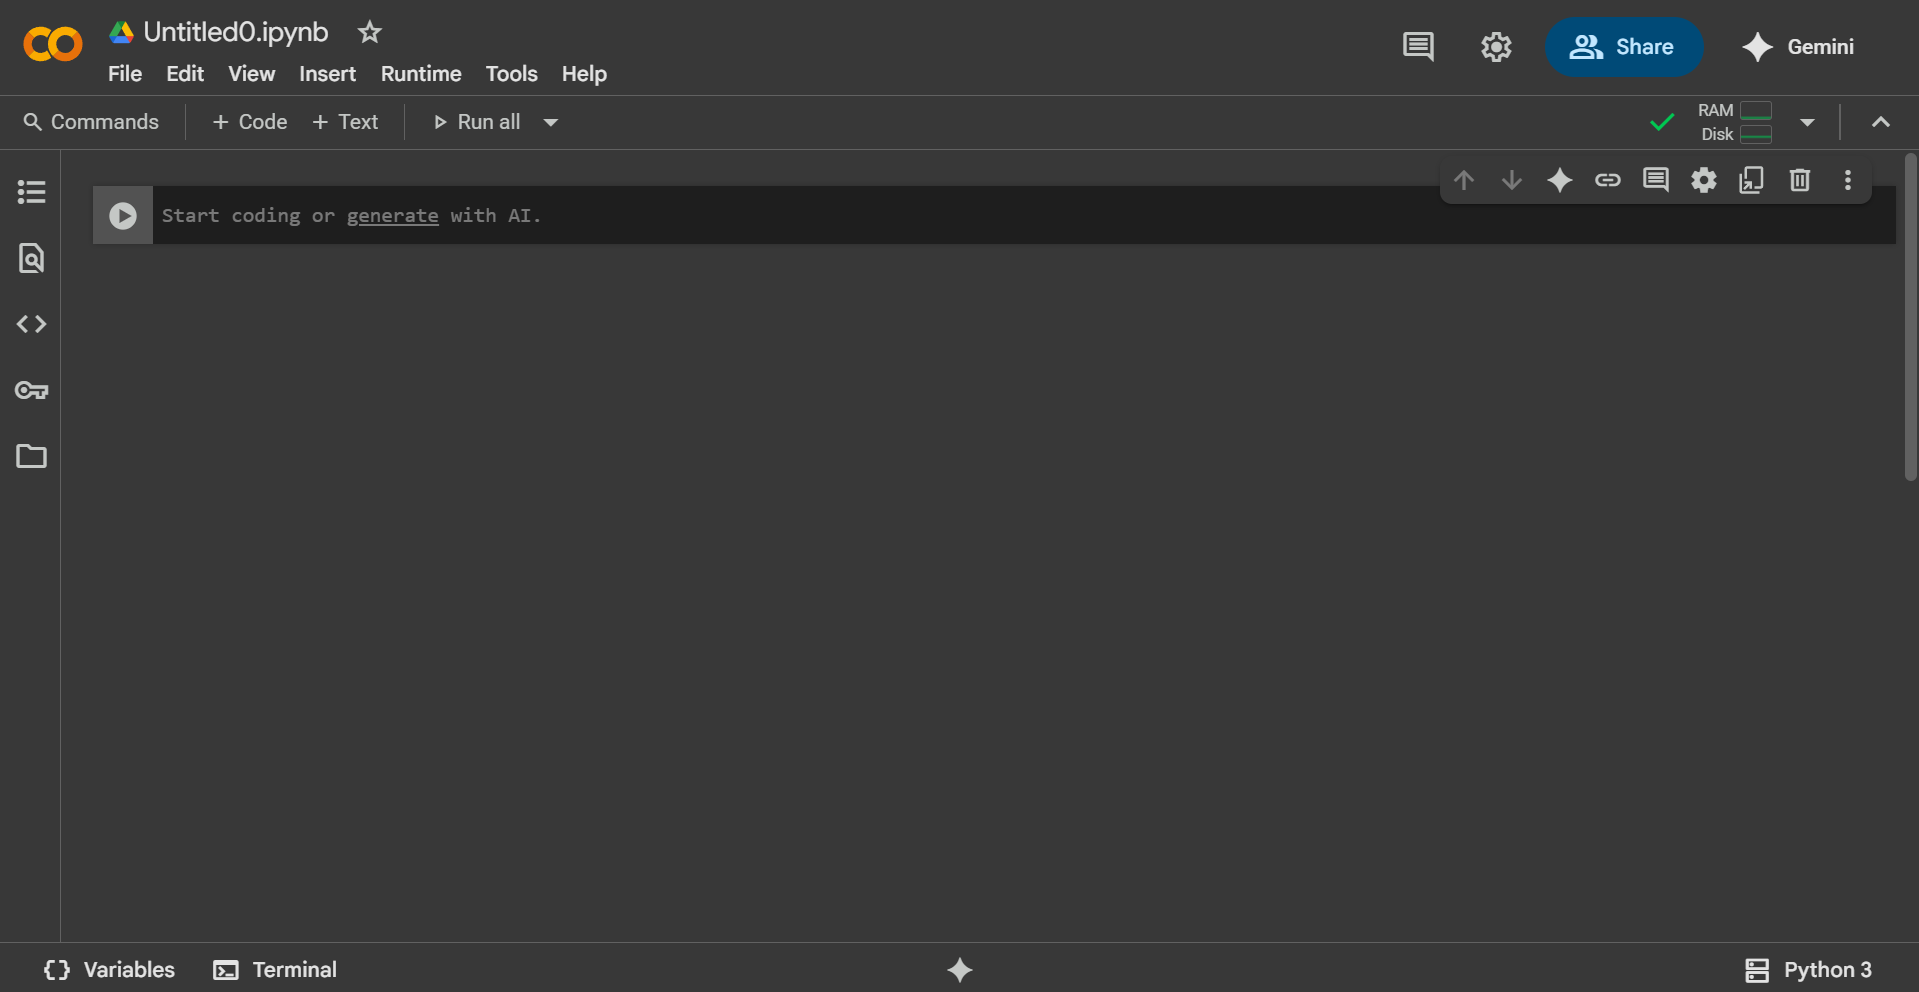 Untitled0.ipynb
File Edit View Insert Runtime Tools Help
Share
Gemini
Commands
+ Code + Text
Run all
RAM
Disk
Start coding or generate with AI.
{} Variables
Terminal
Python 3